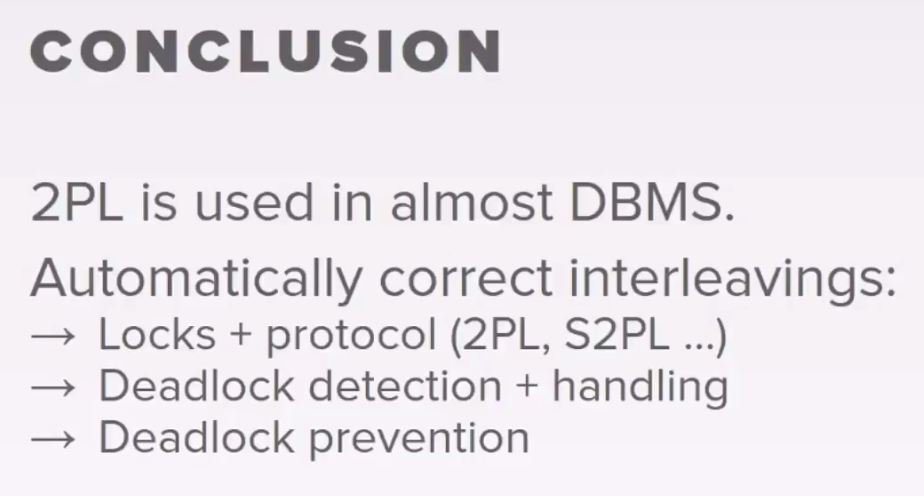 CONCLUSION
2PL is used in almost DBMS.
Automatically correct interleavings:
→ Locks + protocol (2PL, S2PL ...)
→ Deadlock detection + handling
→ Deadlock prevention